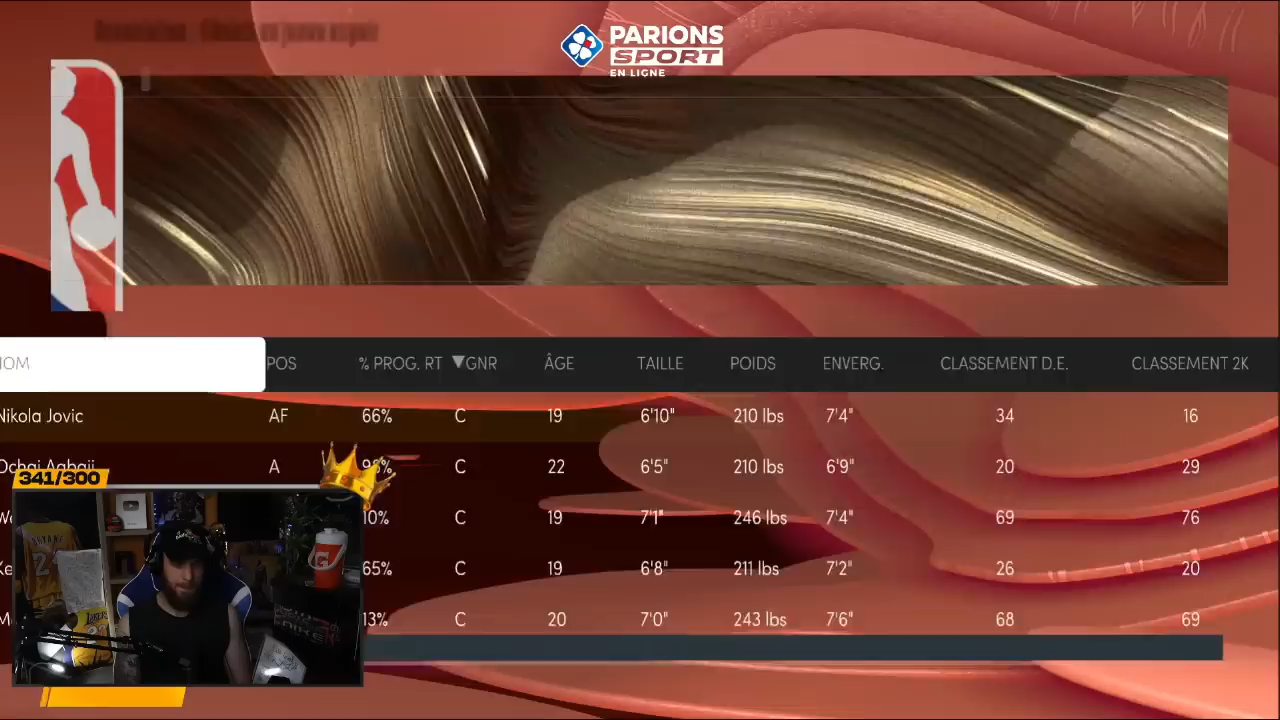 PARIONS
SPORT
EN LIGNE
NOM POS % PROG. RT ▼GNR ÂGE TAILLE POIDS ENVERG. CLASSEMENT D.E. CLASSEMENT 2K
Nikola Jovic AF 66% C 19 6'10" 210 lbs 7'4" 34 16
Ochai Agbaji A C 22 6'5" 210 lbs 6'9" 20 29
341/300
10% C 19 7'1" 246 lbs 7'4" 69 76
Ke 65% C 19 6'8" 211 lbs 7'2" 26 20
13% C 20 7'0" 243 lbs 7'6" 68 69